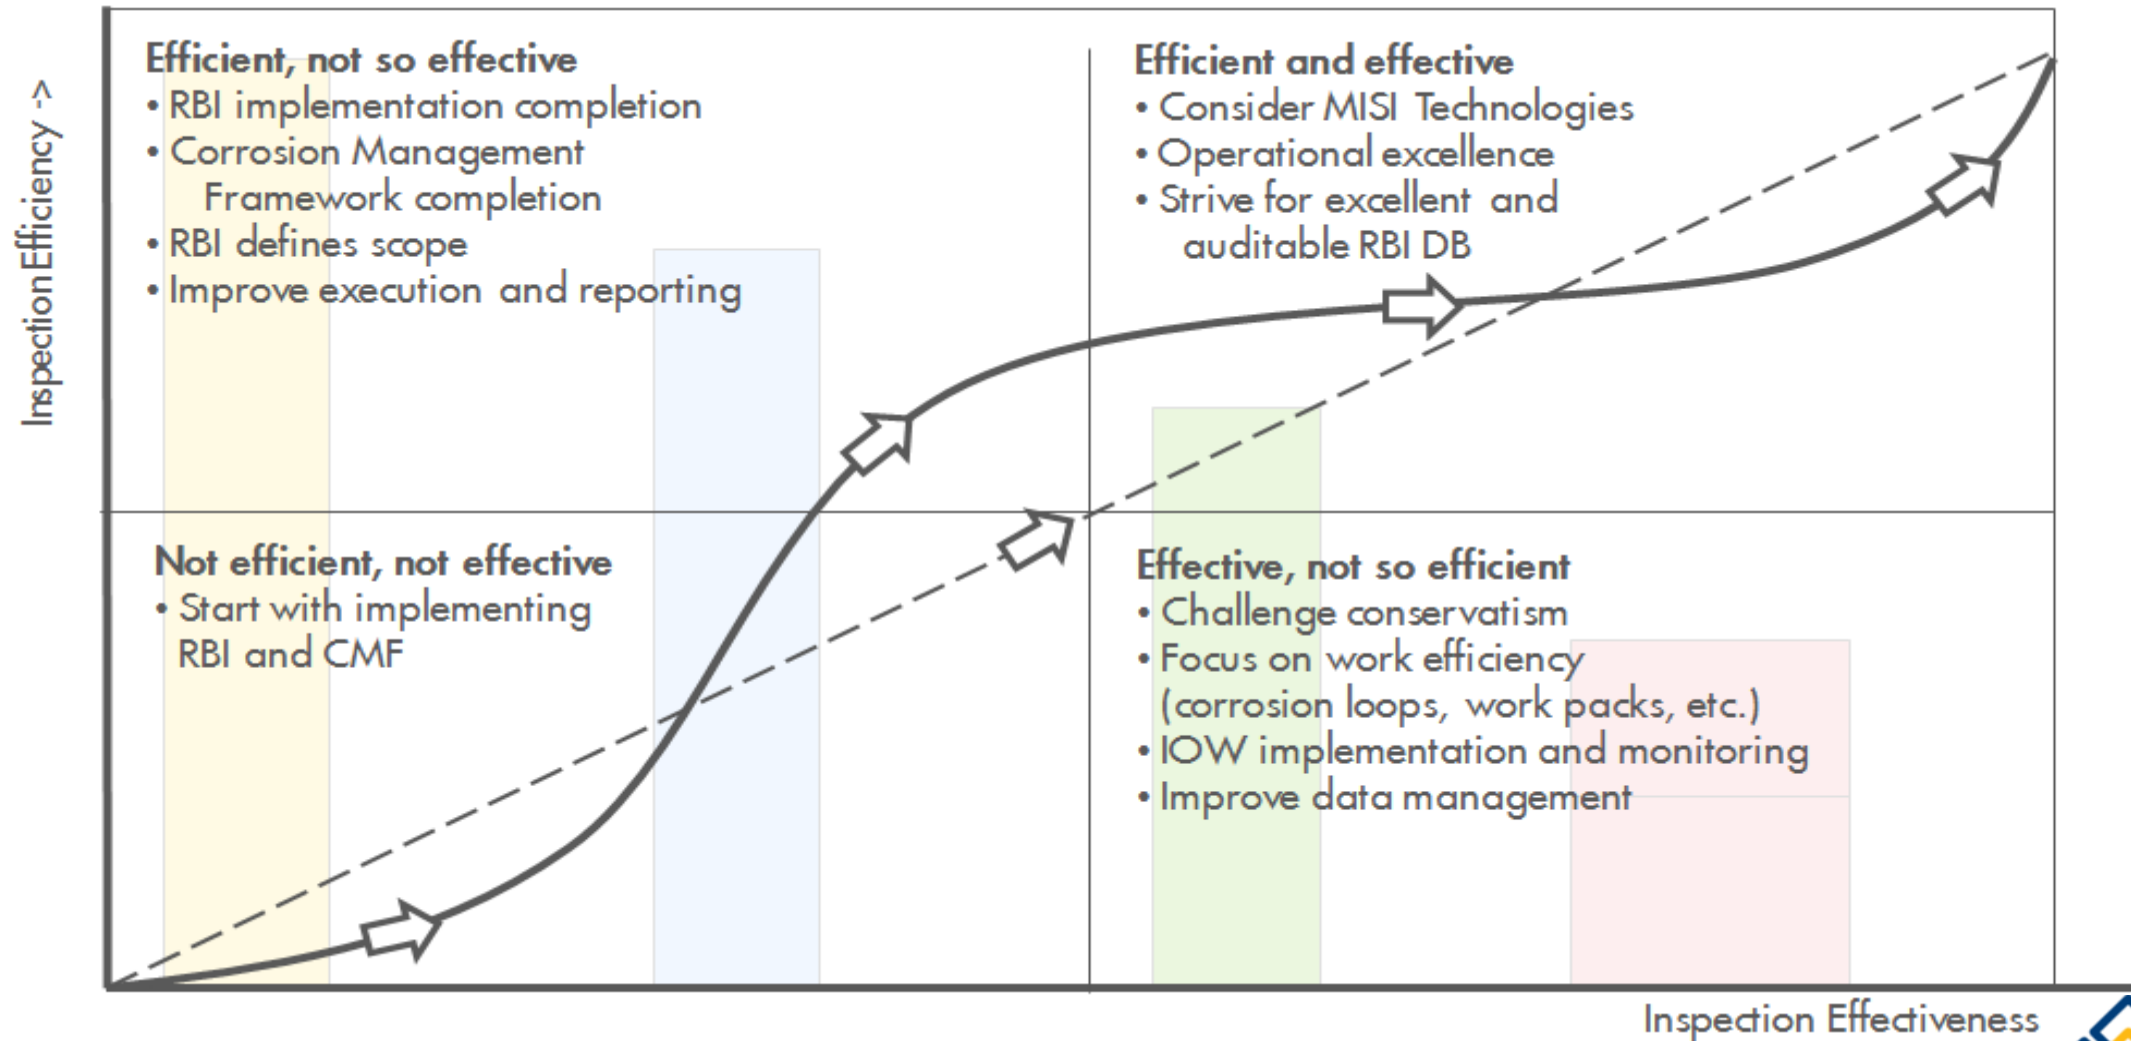 Inspection Efficiency ->
Efficient, not so effective
• RBI implementation completion
• Corrosion Management
Framework completion
• RBI defines scope
• Improve execution and reporting
Efficient and effective
• Consider MISI Technologies
• Operational excellence
• Strive for excellent and
auditable RBI DB
Not efficient, not effective
• Start with implementing
RBI and CMF
Effective, not so efficient
• Challenge conservatism
• Focus on work efficiency
(corrosion loops, work packs, etc.)
• IOW implementation and monitoring
• Improve data management
Inspection Effectiveness